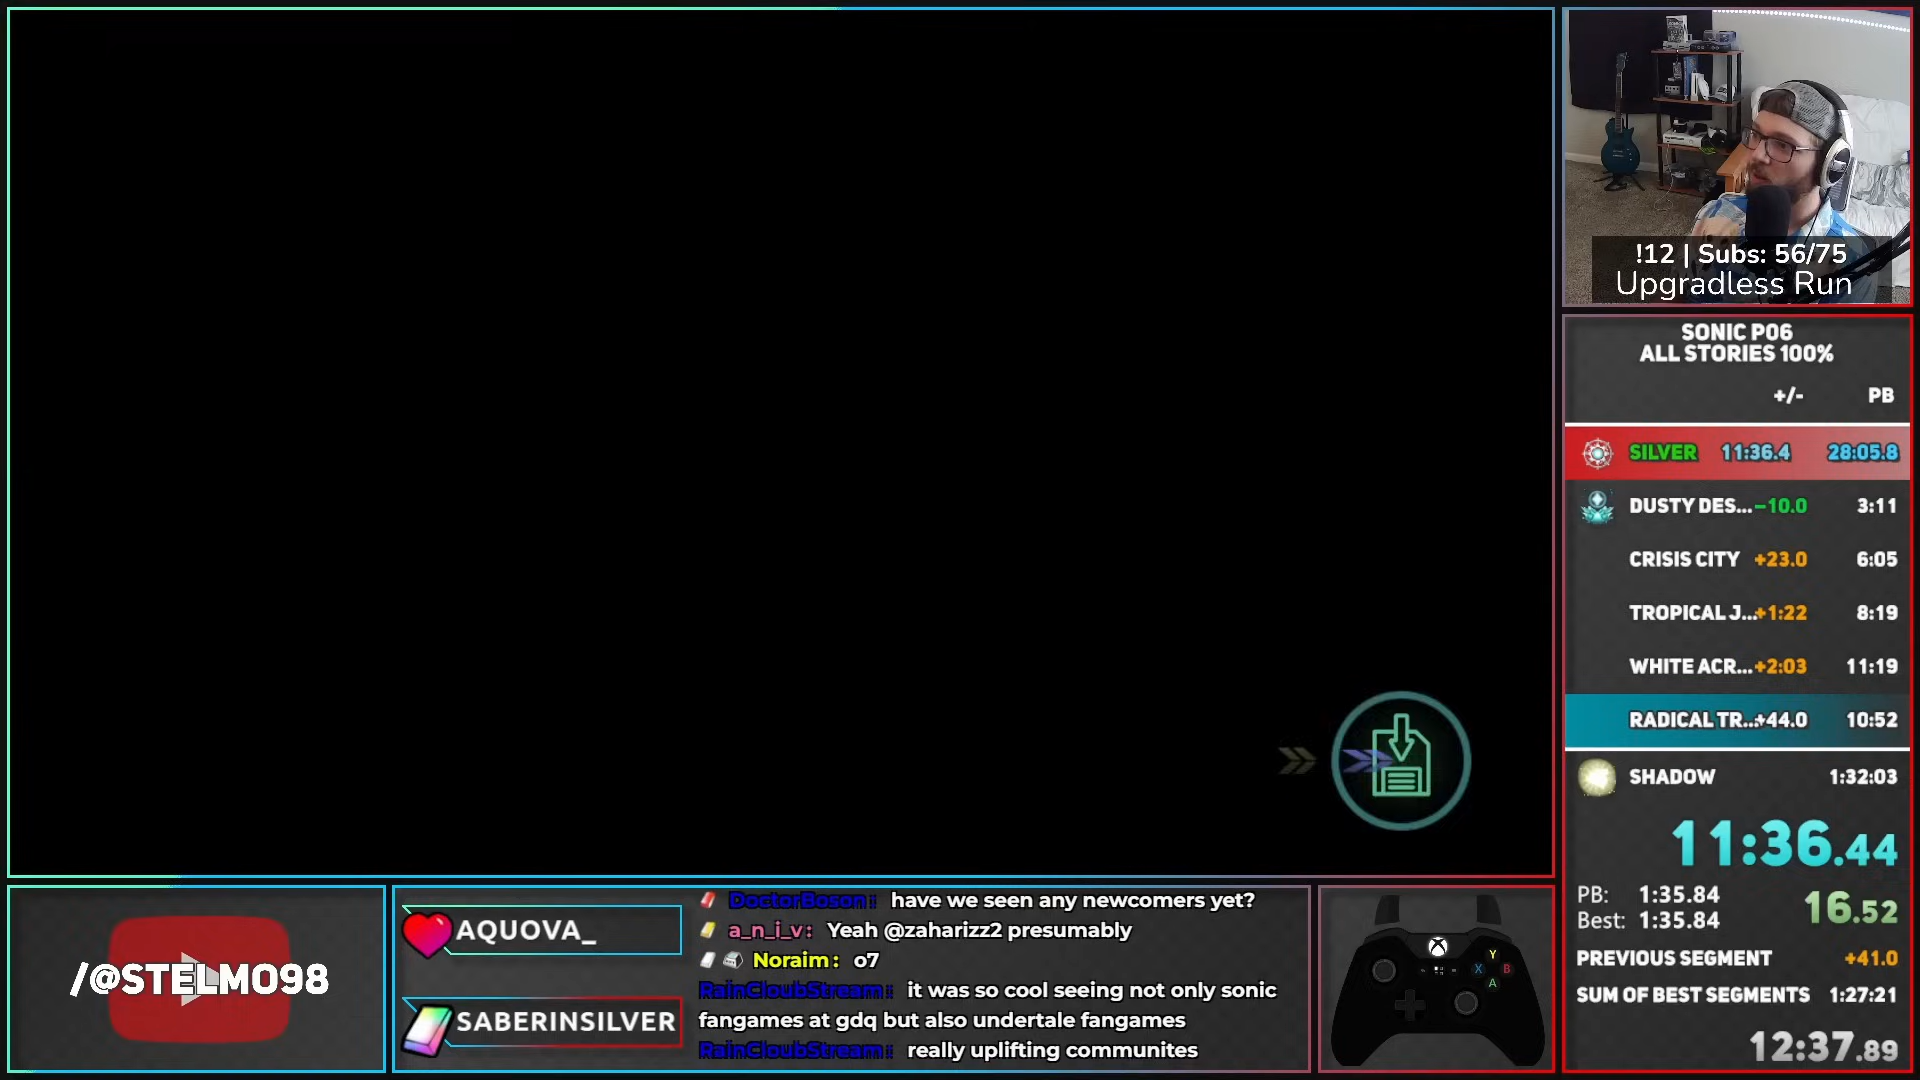 !12 | Subs: 56/75
Upgradless Run
SONIC P06
ALL STORIES 100%
+/- PB
SILVER 11:36.4 28:05.8
DUSTY DES... -10.0 3:11
CRISIS CITY +23.0 6:05
TROPICAL J... +1:22 8:19
WHITE ACR... +2:03 11:19
RADICAL TR... +44.0 10:52
SHADOW 1:32:03
11:36.44
PB: 1:35.84
Best: 1:35.84
16.52
PREVIOUS SEGMENT +41.0
SUM OF BEST SEGMENTS 1:27:21
12:37.89
/@STELMO98
AQUOVA_
SABERINSILVER
DoctorBoson: have we seen any newcomers yet?
a_n_i_v: Yeah @zaharizz2 presumably
Noraim: o7
RainCloubStream: it was so cool seeing not only sonic
fangames at gdq but also undertale fangames
RainCloubStream: really uplifting communites
Y
X B
A